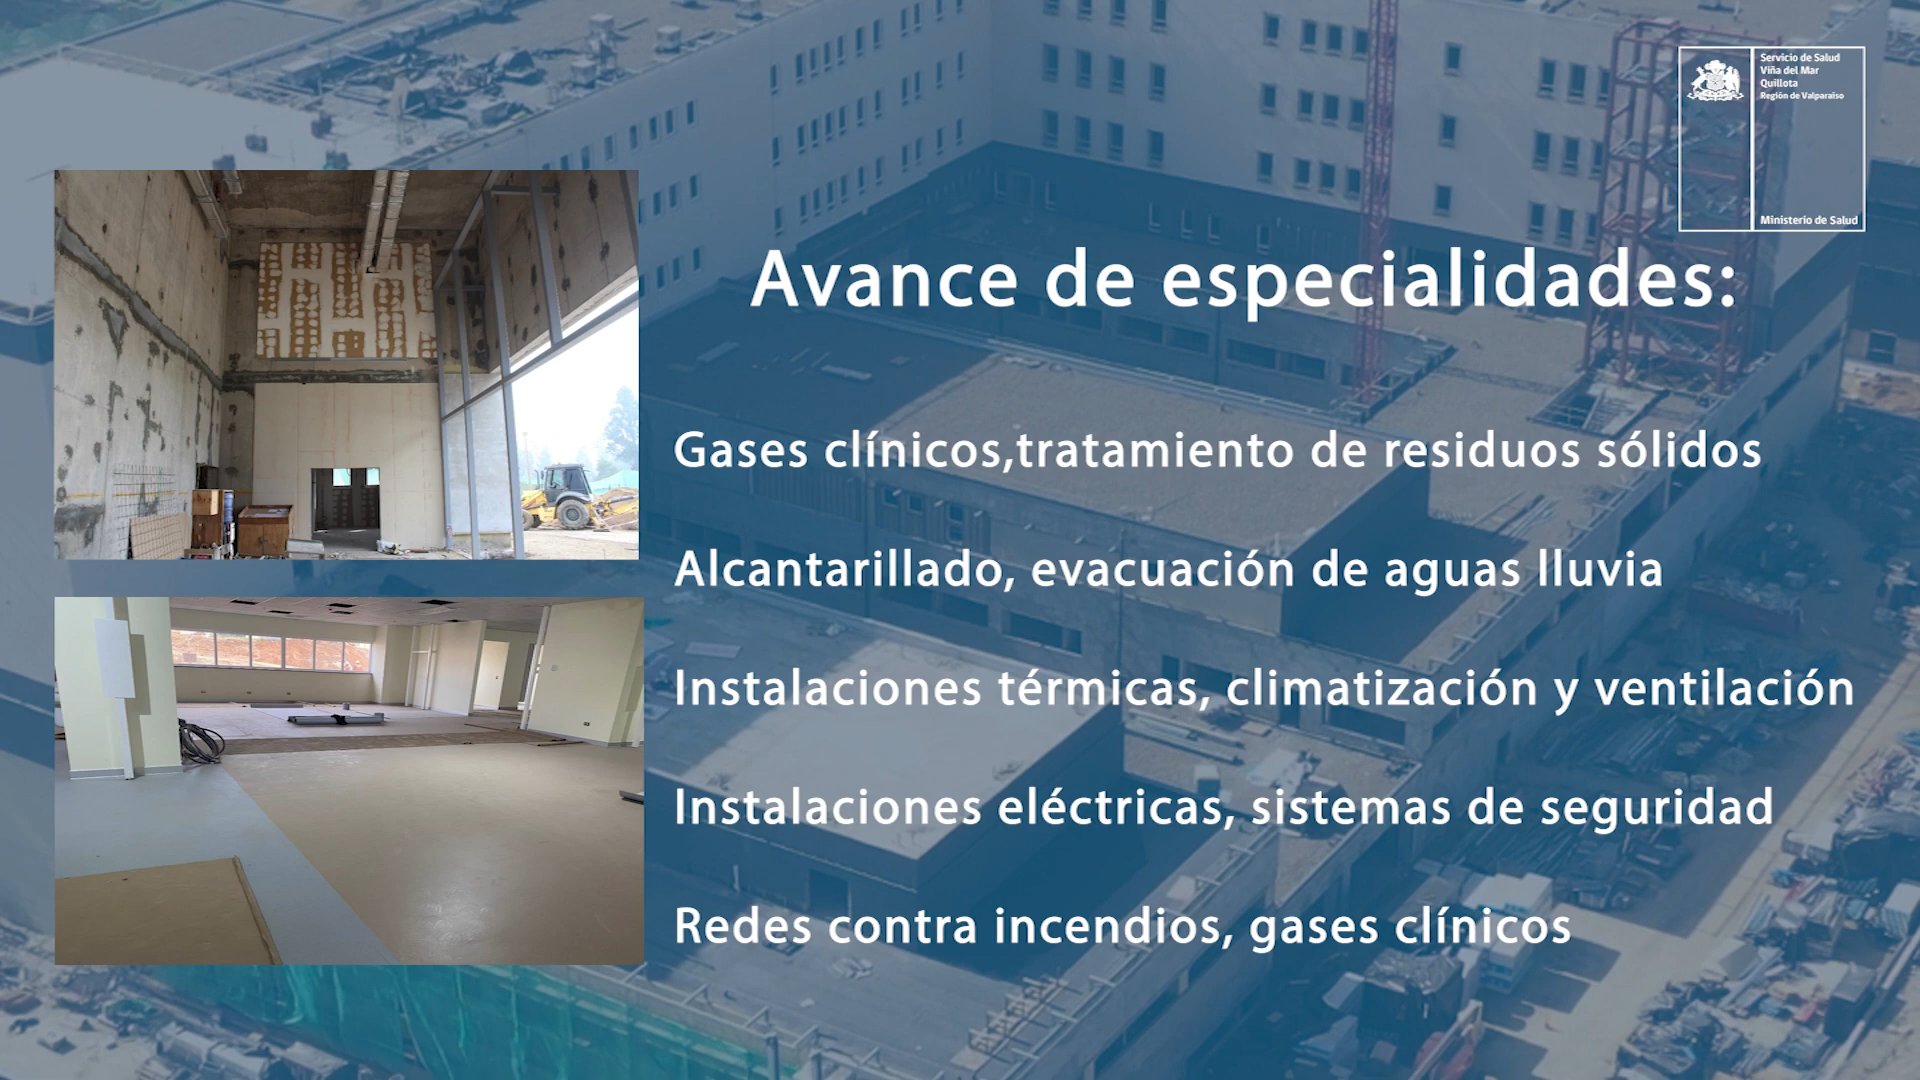 Servicio de Salud
Viña del Mar
Quillota
Región de Valparaíso
Ministerio de Salud
Avance de especialidades:
Gases clínicos,tratamiento de residuos sólidos
Alcantarillado, evacuación de aguas lluvia
Instalaciones térmicas, climatización y ventilación
Instalaciones eléctricas, sistemas de seguridad
Redes contra incendios, gases clínicos